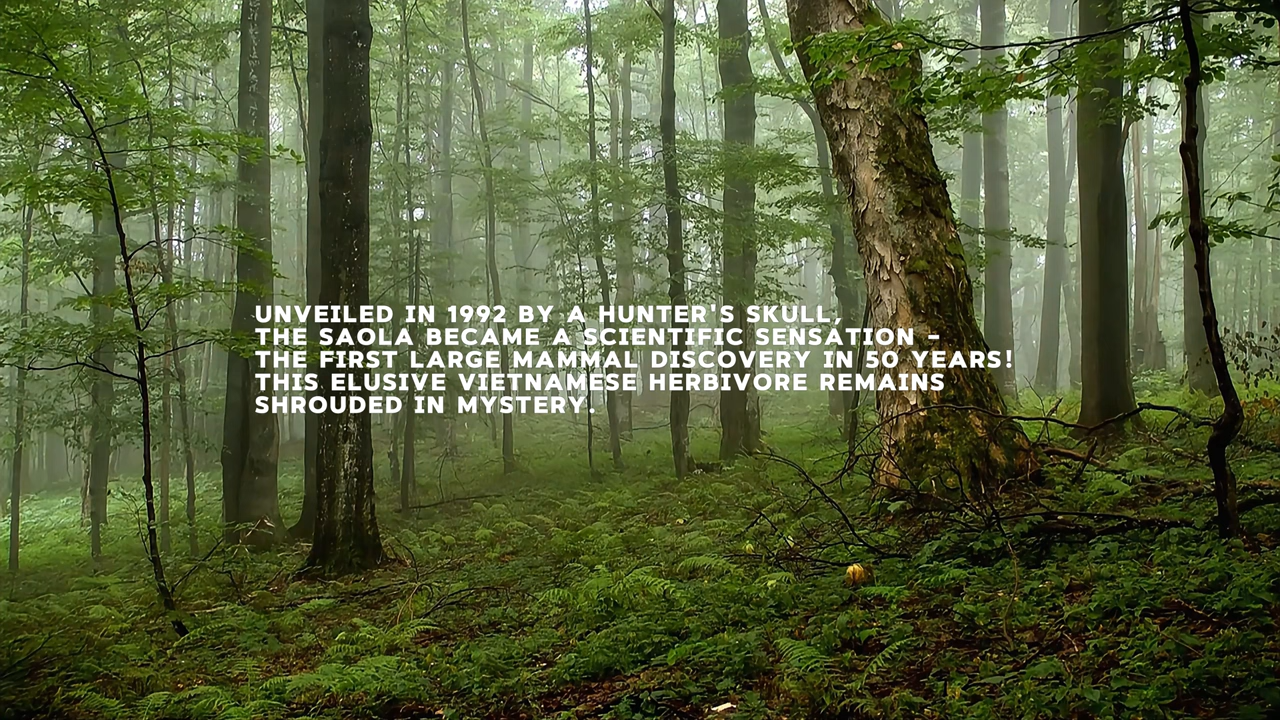 UNVEILED IN 1992 BY A HUNTER'S SKULL,
THE SAOLA BECAME A SCIENTIFIC SENSATION –
THE FIRST LARGE MAMMAL DISCOVERY IN 50 YEARS!
THIS ELUSIVE VIETNAMESE HERBIVORE REMAINS
SHROUDED IN MYSTERY.